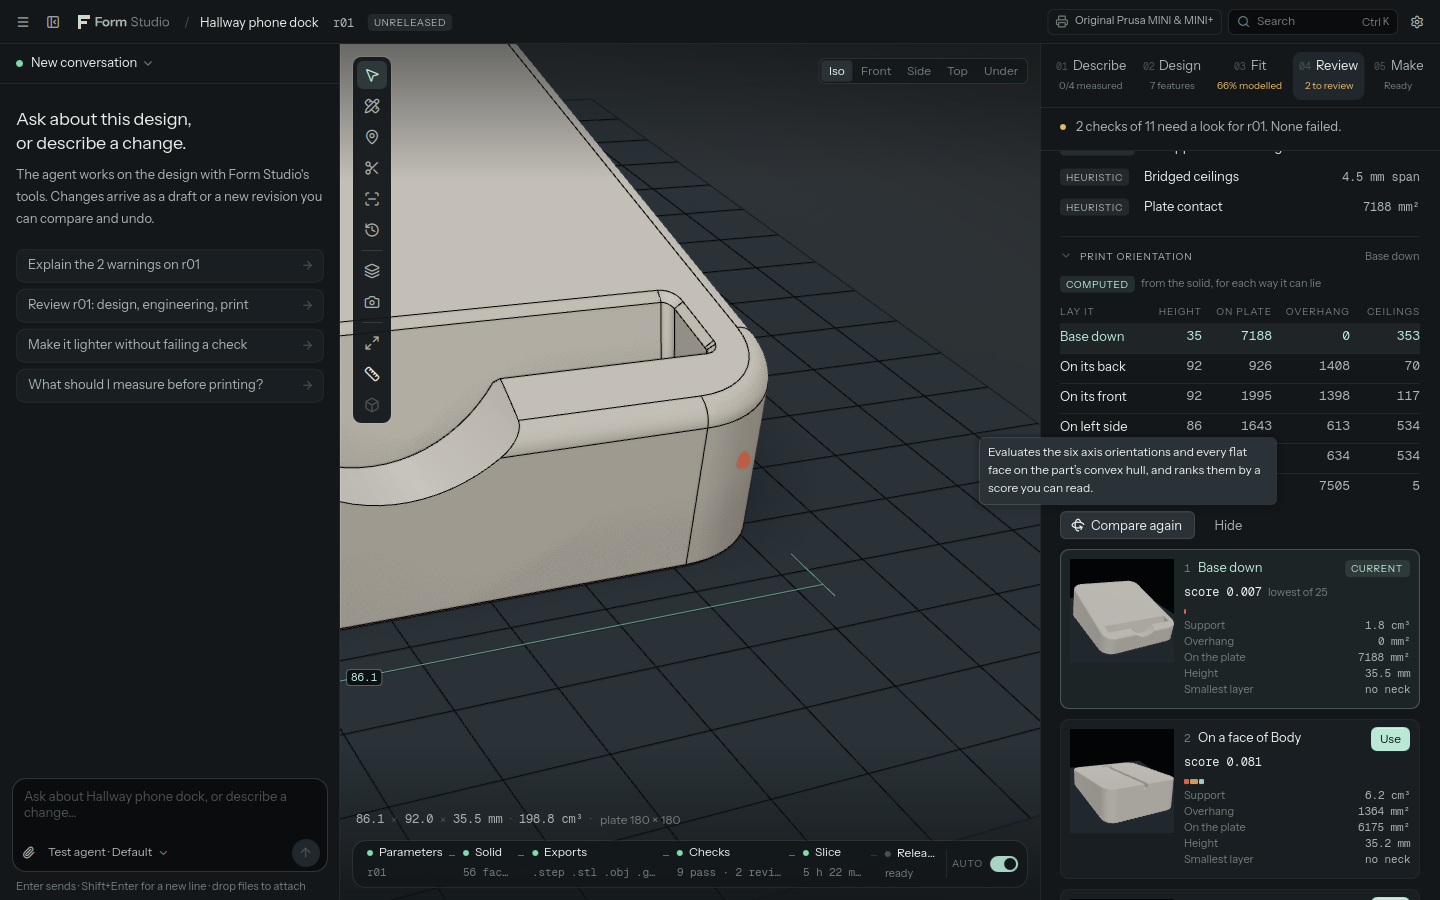 Form Studio / Hallway phone dock r01 UNRELEASED
Original Prusa MINI & MINI+
Search Ctrl K
New conversation
Ask about this design,
or describe a change.
The agent works on the design with Form Studio's
tools. Changes arrive as a draft or a new revision you
can compare and undo.
Explain the 2 warnings on r01
Review r01: design, engineering, print
Make it lighter without failing a check
What should I measure before printing?
Ask about Hallway phone dock, or describe a
change...
Test agent · Default
Enter sends · Shift+Enter for a new line · drop files to attach
Iso Front Side Top Under
86.1
86.1 × 92.0 × 35.5 mm · 198.8 cm³ · plate 180 × 180
Parameters Solid Exports Checks Slice Relea…
r01 56 fac… .step .stl .obj .g… 9 pass · 2 revi… 5 h 22 m… ready
AUTO
01 Describe 02 Design 03 Fit 04 Review 05 Make
0/4 measured 7 features 66% modelled 2 to review Ready
2 checks of 11 need a look for r01. None failed.
HEURISTIC Bridged ceilings 4.5 mm span
HEURISTIC Plate contact 7188 mm²
PRINT ORIENTATION Base down
COMPUTED from the solid, for each way it can lie
LAY IT HEIGHT ON PLATE OVERHANG CEILINGS
Base down 35 7188 0 353
On its back 92 926 1408 70
On its front 92 1995 1398 117
On left side 86 1643 613 534
634 534
7505 5
Evaluates the six axis orientations and every flat
face on the part's convex hull, and ranks them by a
score you can read.
Compare again Hide
1 Base down CURRENT
score 0.007 lowest of 25
Support 1.8 cm³
Overhang 0 mm²
On the plate 7188 mm²
Height 35.5 mm
Smallest layer no neck
2 On a face of Body Use
score 0.081
Support 6.2 cm³
Overhang 1364 mm²
On the plate 6175 mm²
Height 35.2 mm
Smallest layer no neck